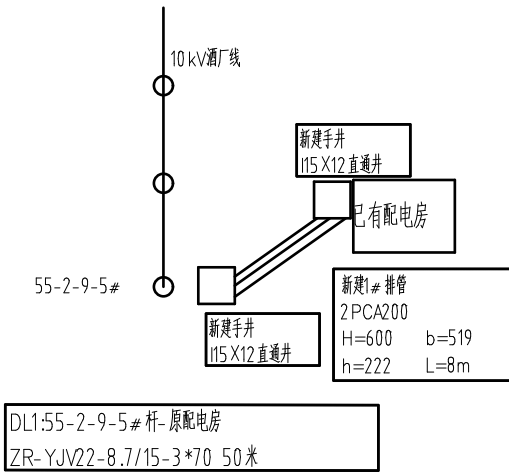 10kV酒厂线
新建手井
115X12直通井
已有配电房
55-2-9-5#
新建1#排管
2PCA200
H=600 b=519
h=222 L=8m
新建手井
115X12直通井
DL1:55-2-9-5#杆-原配电房
ZR-YJV22-8.7/15-3*70 50米